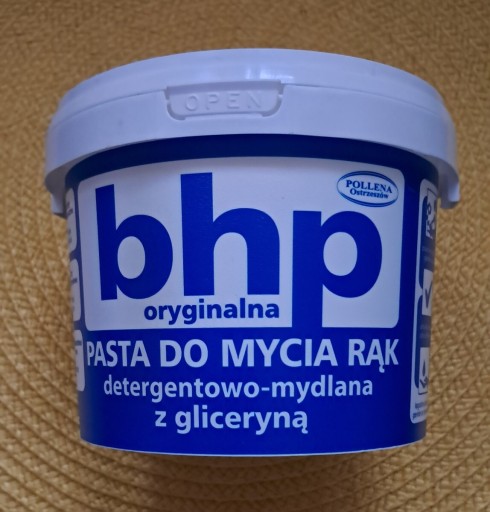 OPEN
POLLENA
Ostrzeszów
bhp
oryginalna
PASTA DO MYCIA RĄK
detergentowo-mydlana
z gliceryną